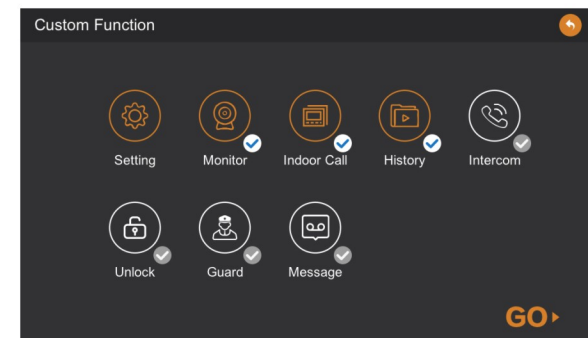 Custom Function
Setting Monitor Indoor Call History Intercom
Unlock Guard Message
GO